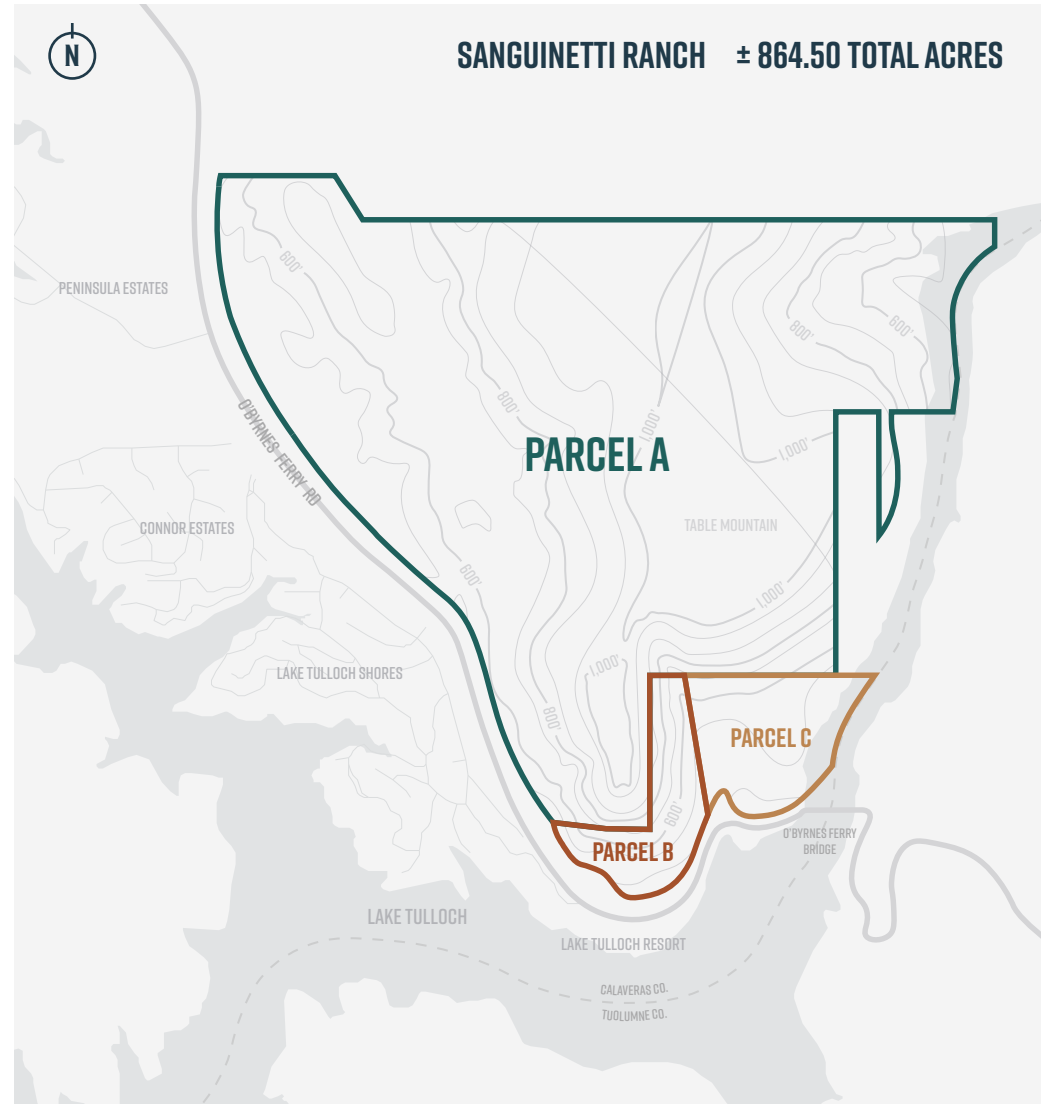 N
SANGUINETTI RANCH ± 864.50 TOTAL ACRES
PENINSULA ESTATES
600'
800'
600'
O'BYRNES FERRY RD
800'
1,000'
PARCEL A
1,000'
TABLE MOUNTAIN
CONNOR ESTATES
600'
1,000'
LAKE TULLOCH SHORES
1,000'
800'
PARCEL C
600'
O'BYRNES FERRY
BRIDGE
PARCEL B
LAKE TULLOCH
LAKE TULLOCH RESORT
CALAVERAS CO.
TUOLUMNE CO.